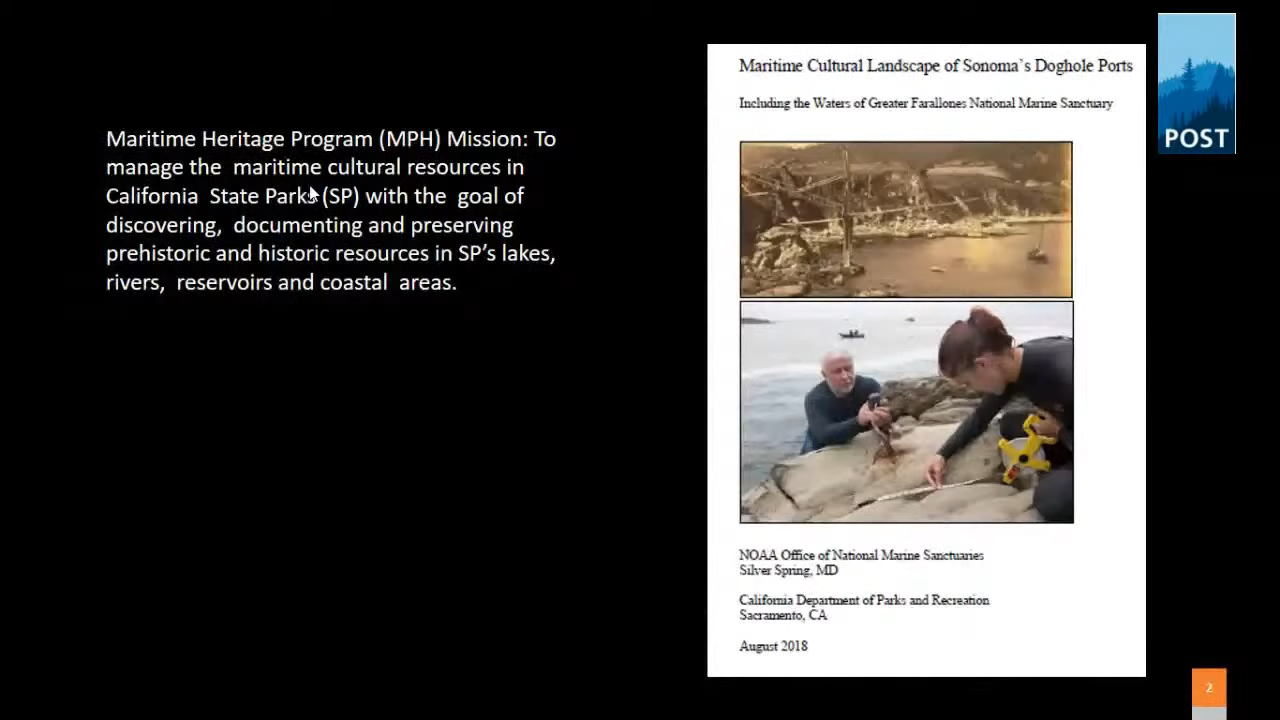 Maritime Heritage Program (MPH) Mission: To
manage the maritime cultural resources in
California State Parks (SP) with the goal of
discovering, documenting and preserving
prehistoric and historic resources in SP’s lakes,
rivers, reservoirs and coastal areas.
Maritime Cultural Landscape of Sonoma’s Doghole Ports
Including the Waters of Greater Farallones National Marine Sanctuary
NOAA Office of National Marine Sanctuaries
Silver Spring, MD
California Department of Parks and Recreation
Sacramento, CA
August 2018
POST
2